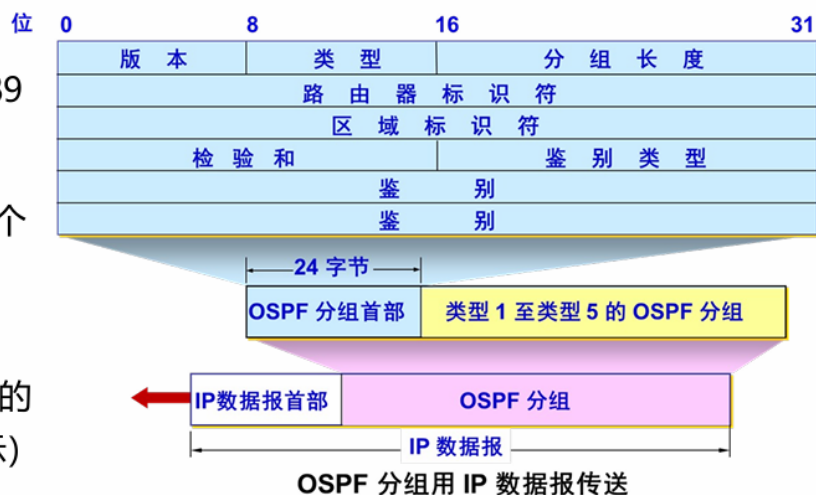 位 0 8 16 31
版 本 类 型 分 组 长 度
39
路 由 器 标 识 符
区 域 标 识 符
检 验 和 鉴 别 类 型
鉴 别
个
鉴 别
24 字节
OSPF 分组首部 类型 1 至类型 5 的 OSPF 分组
的
IP数据报首部 OSPF 分组
IP 数据报
OSPF 分组用 IP 数据报传送